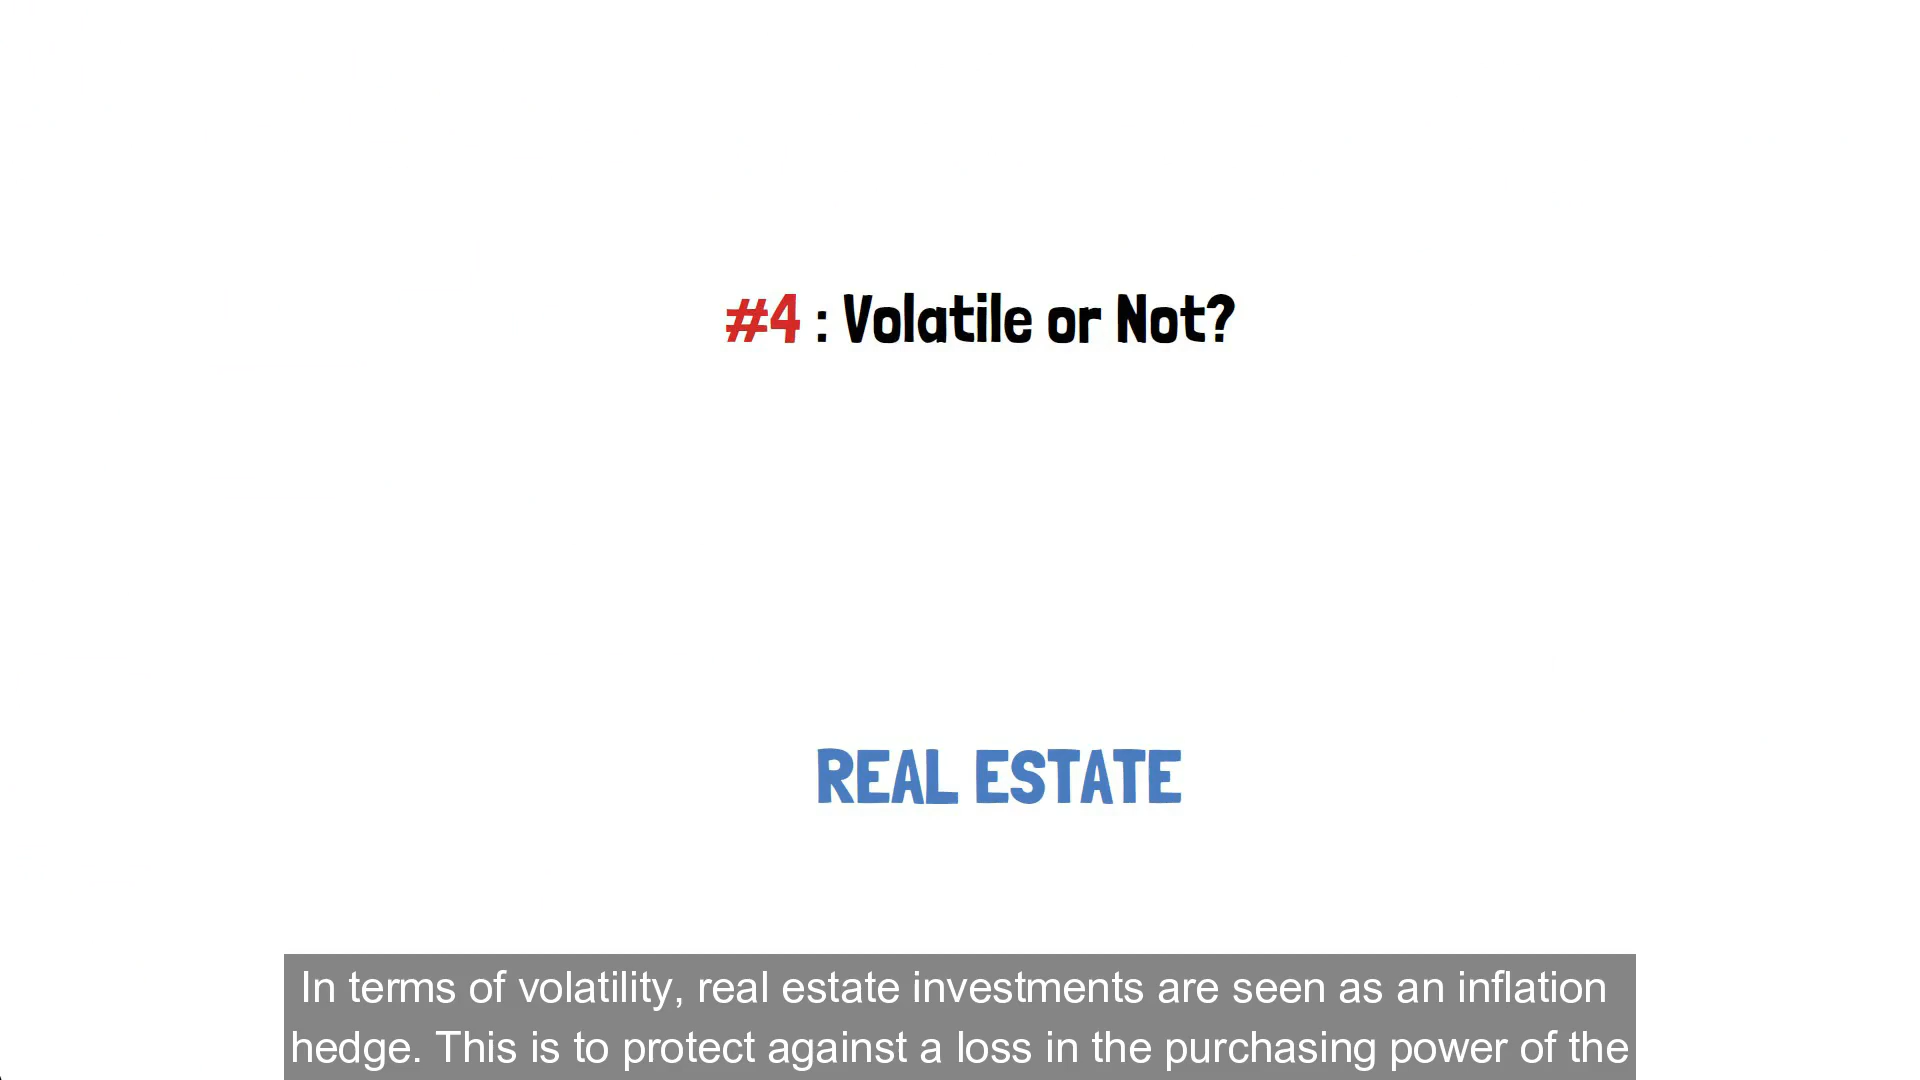 #4 : Volatile or Not?
REAL ESTATE
In terms of volatility, real estate investments are seen as an inflation
hedge. This is to protect against a loss in the purchasing power of the